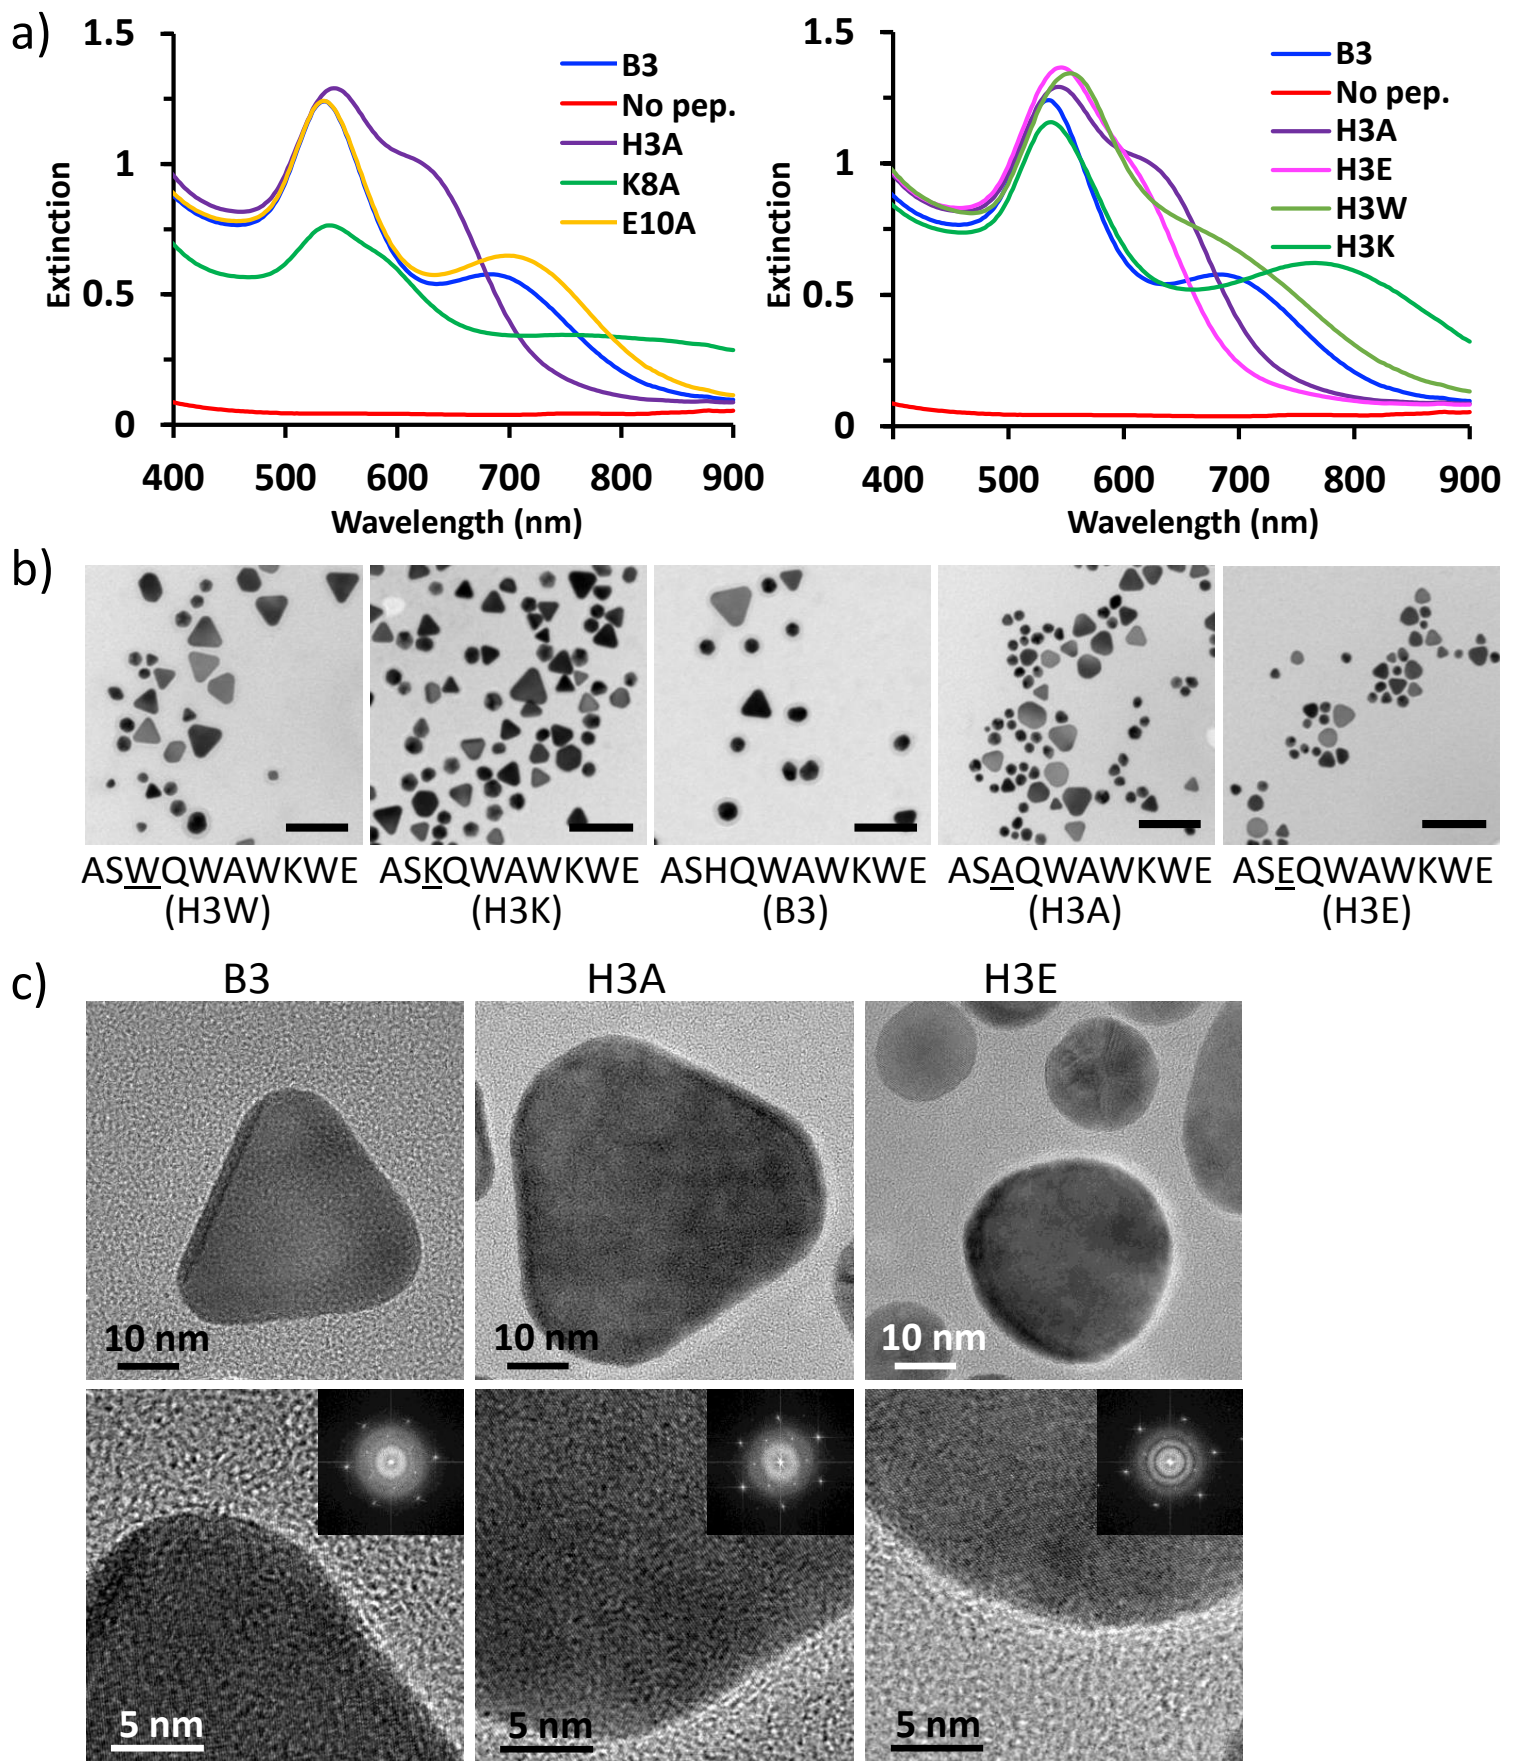 a)
1.5
1
0.5
0
Extinction
400 500 600 700 800 900
Wavelength (nm)
B3
No pep.
H3A
K8A
E10A
1.5
1
0.5
0
Extinction
400 500 600 700 800 900
Wavelength (nm)
B3
No pep.
H3A
H3E
H3W
H3K
b)
ASWQWAWKWE
(H3W)
ASKQWAWKWE
(H3K)
ASHQWAWKWE
(B3)
ASAQWAWKWE
(H3A)
ASEQWAWKWE
(H3E)
c)
B3
H3A
H3E
10 nm
10 nm
10 nm
5 nm
5 nm
5 nm